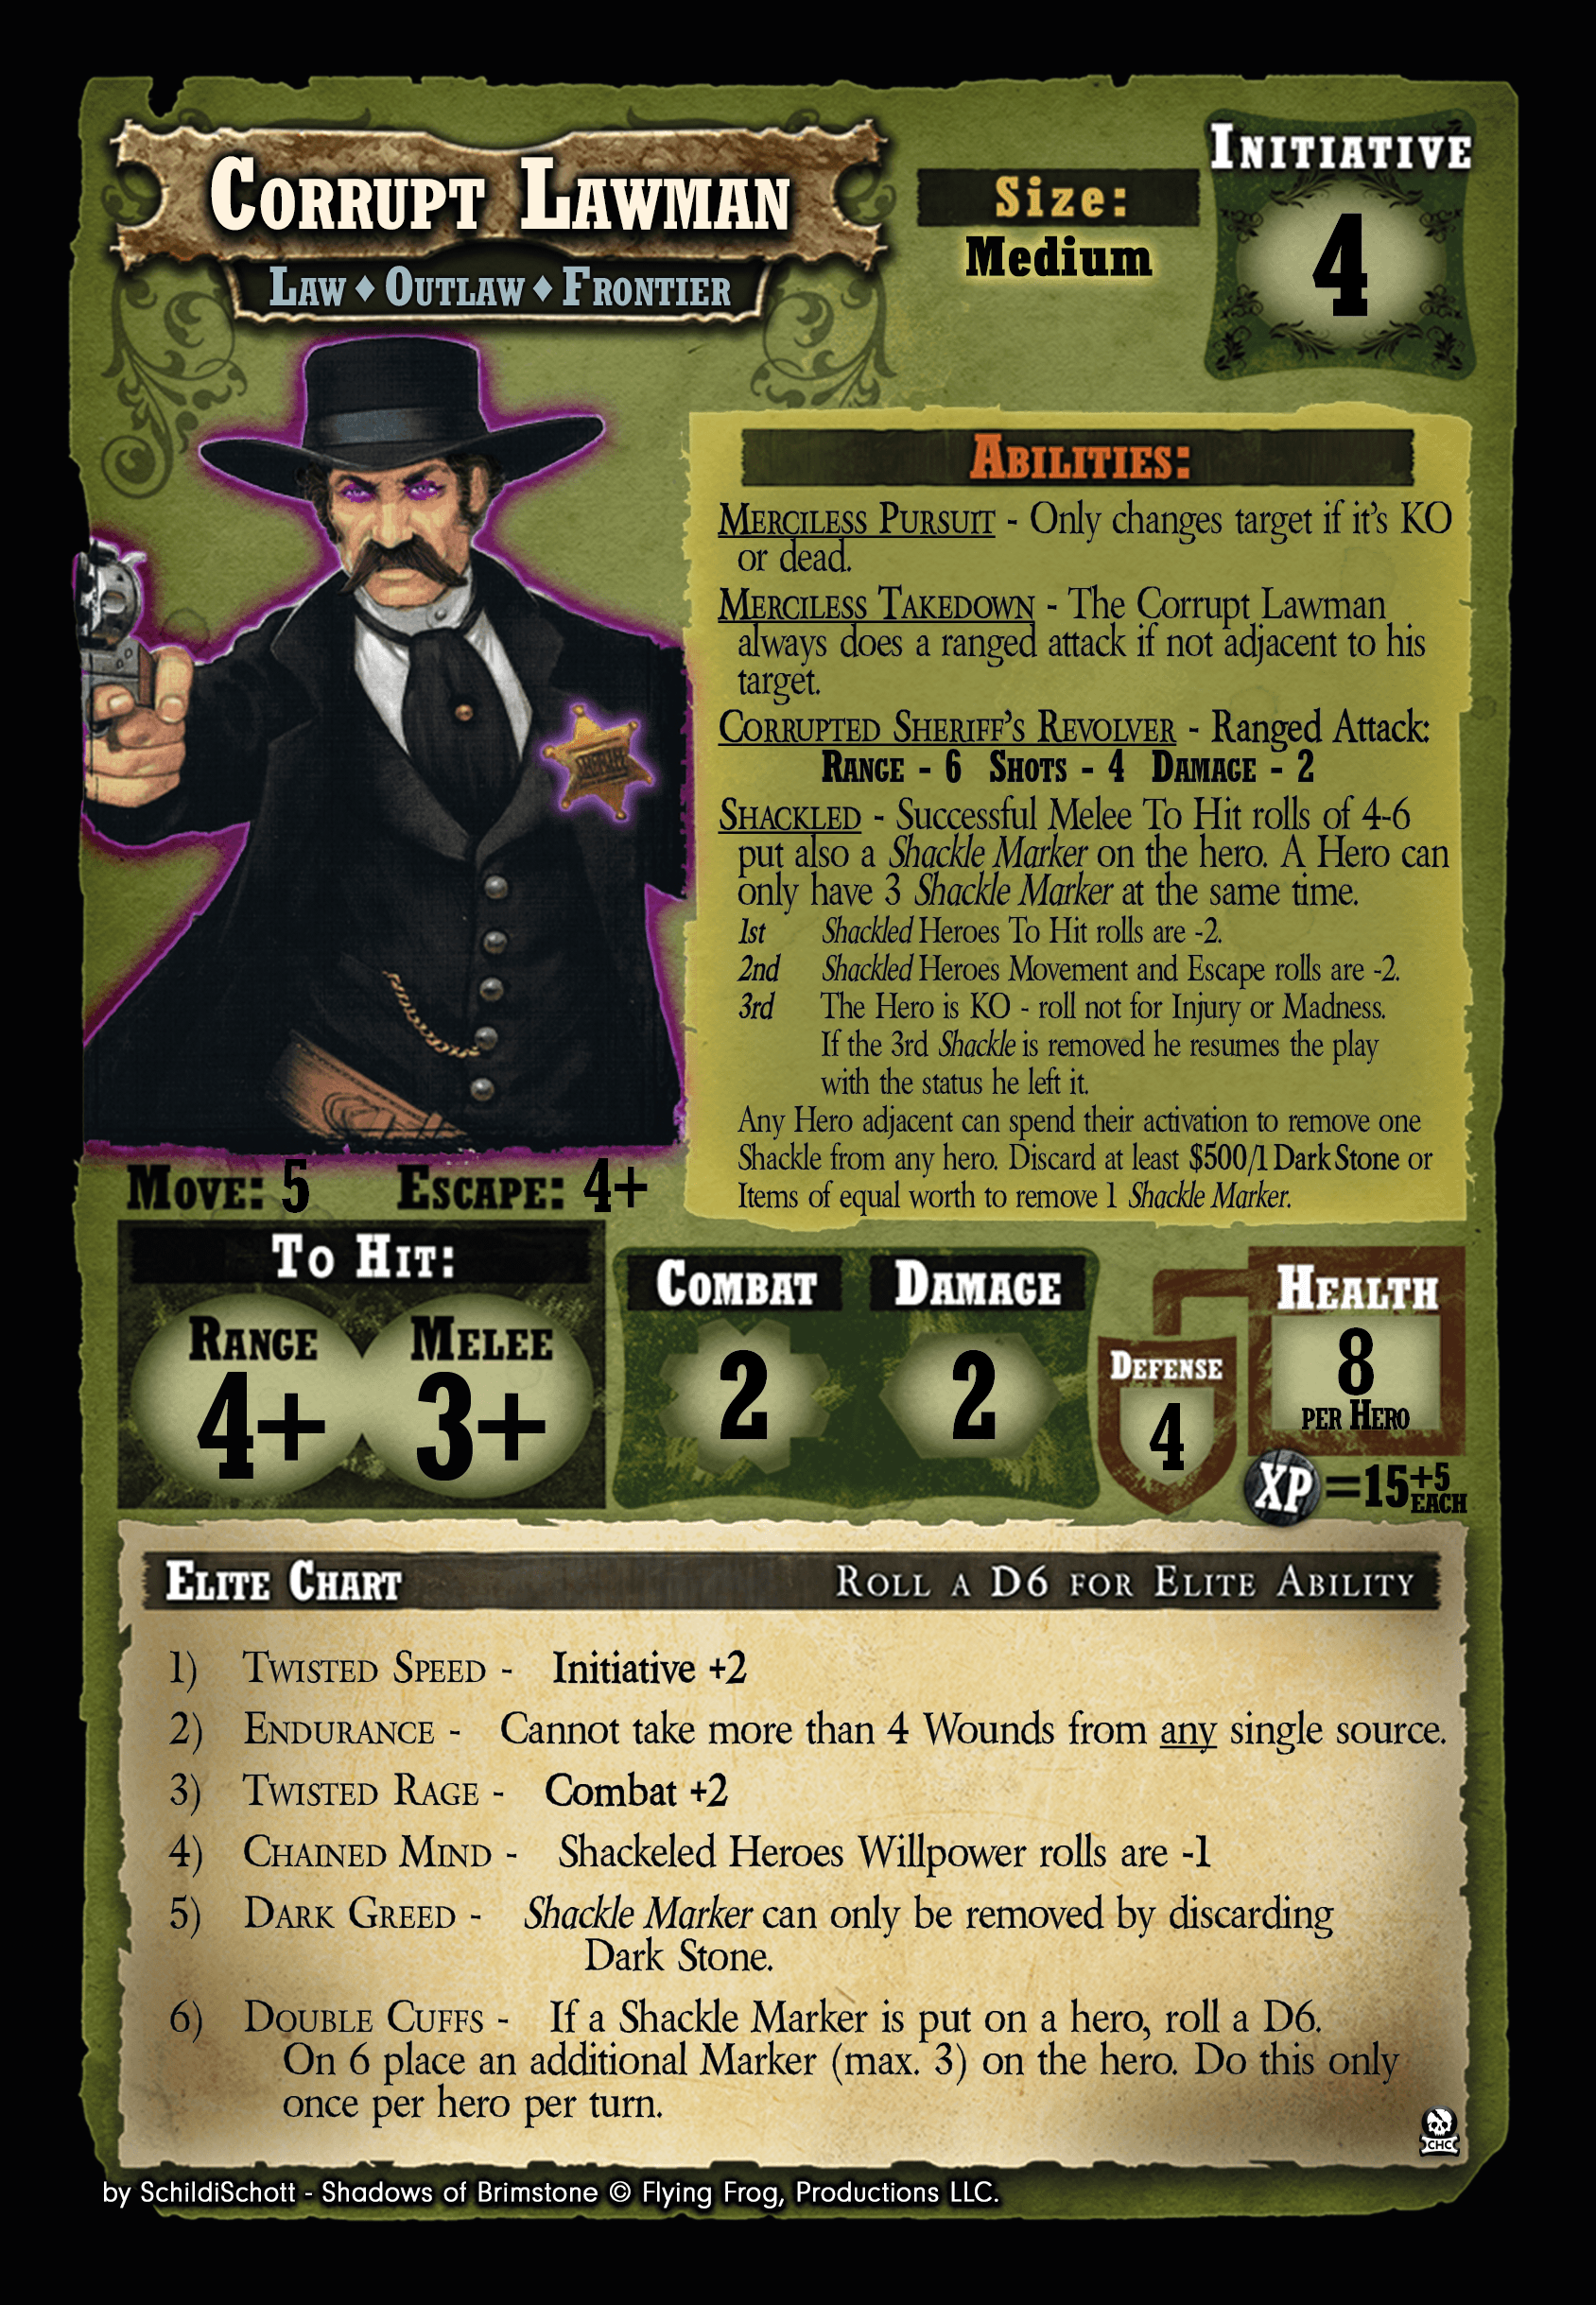 Corrupt Lawman
Law ♦ Outlaw ♦ Frontier
Size:
Medium
Initiative
4
Abilities:
Merciless Pursuit - Only changes target if it's KO
or dead.
Merciless Takedown - The Corrupt Lawman
always does a ranged attack if not adjacent to his
target.
Corrupted Sheriff's Revolver - Ranged Attack:
Range - 6 Shots - 4 Damage - 2
Shackled - Successful Melee To Hit rolls of 4-6
put also a Shackle Marker on the hero. A Hero can
only have 3 Shackle Marker at the same time.
1st Shackled Heroes To Hit rolls are -2.
2nd Shackled Heroes Movement and Escape rolls are -2.
3rd The Hero is KO - roll not for Injury or Madness.
If the 3rd Shackle is removed he resumes the play
with the status he left it.
Any Hero adjacent can spend their activation to remove one
Shackle from any hero. Discard at least $500/1 Dark Stone or
Items of equal worth to remove 1 Shackle Marker.
Move: 5 Escape: 4+
To Hit:
Range Melee
4+ 3+
Combat Damage
2 2
Defense
4
Health
8
per Hero
XP =15 +5 each
Elite Chart Roll a D6 for Elite Ability
1) Twisted Speed - Initiative +2
2) Endurance - Cannot take more than 4 Wounds from any single source.
3) Twisted Rage - Combat +2
4) Chained Mind - Shackeled Heroes Willpower rolls are -1
5) Dark Greed - Shackle Marker can only be removed by discarding
Dark Stone.
6) Double Cuffs - If a Shackle Marker is put on a hero, roll a D6.
On 6 place an additional Marker (max. 3) on the hero. Do this only
once per hero per turn.
CHC
by SchildiSchott - Shadows of Brimstone © Flying Frog, Productions LLC.